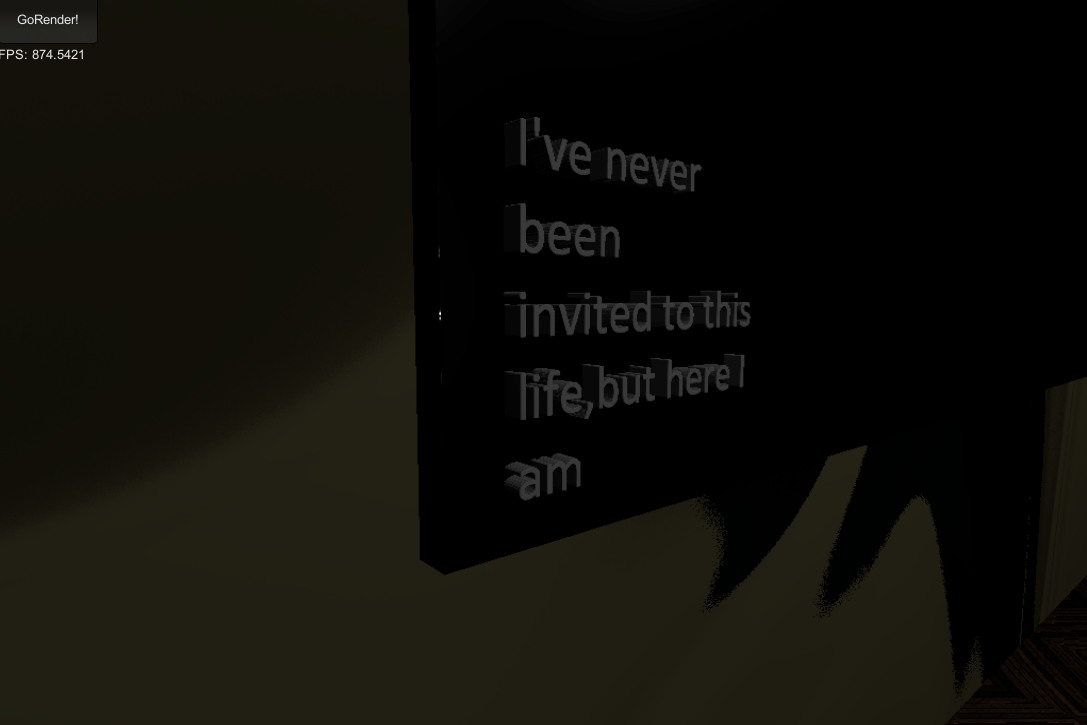 GoRender!
FPS: 874.5421
I've never
been
invited to this
life, but here I
am